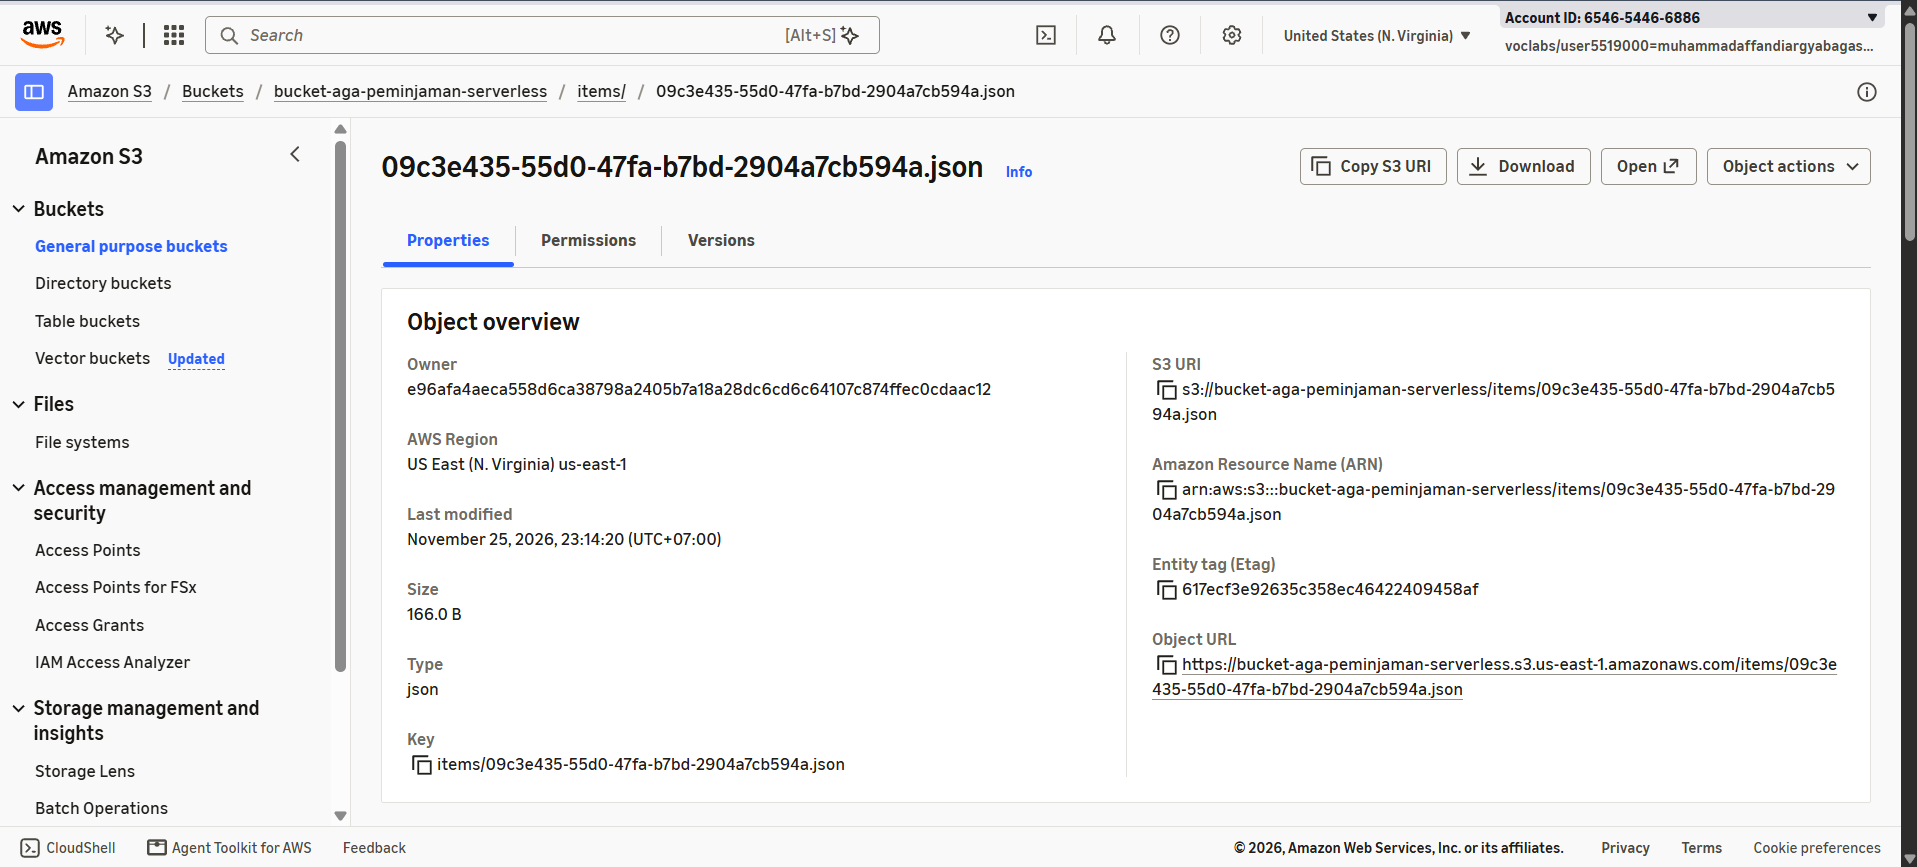 aws
Search [Alt+S]
United States (N. Virginia)
Account ID: 6546-5446-6886
voclabs/user5519000=muhammadaffandiargyabagas...
Amazon S3 / Buckets / bucket-aga-peminjaman-serverless / items/ / 09c3e435-55d0-47fa-b7bd-2904a7cb594a.json
Amazon S3
Buckets
General purpose buckets
Directory buckets
Table buckets
Vector buckets Updated
Files
File systems
Access management and
security
Access Points
Access Points for FSx
Access Grants
IAM Access Analyzer
Storage management and
insights
Storage Lens
Batch Operations
09c3e435-55d0-47fa-b7bd-2904a7cb594a.json Info
Copy S3 URI Download Open Object actions
Properties Permissions Versions
Object overview
Owner
e96afa4aeca558d6ca38798a2405b7a18a28dc6cd6c64107c874ffec0cdaac12
AWS Region
US East (N. Virginia) us-east-1
Last modified
November 25, 2026, 23:14:20 (UTC+07:00)
Size
166.0 B
Type
json
Key
items/09c3e435-55d0-47fa-b7bd-2904a7cb594a.json
S3 URI
s3://bucket-aga-peminjaman-serverless/items/09c3e435-55d0-47fa-b7bd-2904a7cb5
94a.json
Amazon Resource Name (ARN)
arn:aws:s3:::bucket-aga-peminjaman-serverless/items/09c3e435-55d0-47fa-b7bd-29
04a7cb594a.json
Entity tag (Etag)
617ecf3e92635c358ec46422409458af
Object URL
https://bucket-aga-peminjaman-serverless.s3.us-east-1.amazonaws.com/items/09c3e
435-55d0-47fa-b7bd-2904a7cb594a.json
CloudShell Agent Toolkit for AWS Feedback
© 2026, Amazon Web Services, Inc. or its affiliates. Privacy Terms Cookie preferences